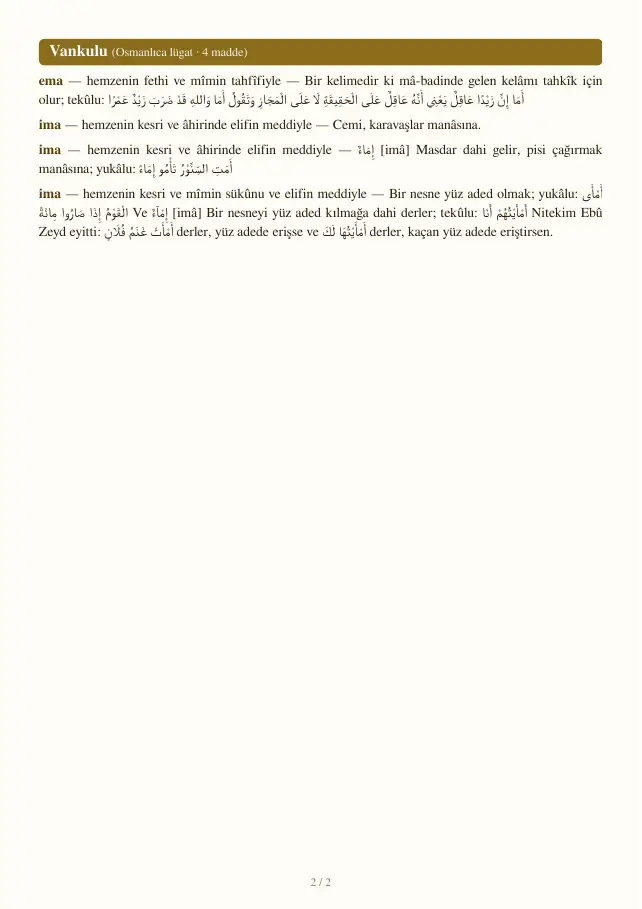 Vankulu (Osmanlıca lügat · 4 madde)
ema — hemzenin fethi ve mîmin tahfîfiyle — Bir kelimedir ki mâ-badinde gelen kelâmı tahkîk için
olur; tekûlu: أَمَا إِنَّ زَيْدًا عَاقِلٌ يَعْنِي أَنَّهُ عَاقِلٌ عَلَى الْحَقِيقَةِ لَا عَلَى الْمَجَازِ وَتَقُولُ أَمَا وَاللهِ قَدْ ضَرَبَ زَيْدٌ عَمْرًا
ima — hemzenin kesri ve âhirinde elifin meddiyle — Cemi, karavaşlar manâsına.
ima — hemzenin kesri ve âhirinde elifin meddiyle — إِمَاءٌ [imâ] Masdar dahi gelir, pisi çağırmak
manâsına; yukâlu: أَمَتِ السِّنَّوْرُ تَأْمُو إِمَاءً
ima — hemzenin kesri ve mîmin sükûnu ve elifin meddiyle — Bir nesne yüz aded olmak; yukâlu: أَمْأَى
الْقَوْمُ إِذَا صَارُوا مِائَةً Ve إِمْآءٌ [imâ] Bir nesneyi yüz aded kılmağa dahi derler; tekûlu: أَمْأَيْتُهُمْ أَنَا Nitekim Ebû
Zeyd eyitti: أَمْأَتْ غَنَمُ فُلَانٍ derler, yüz adede erişse ve أَمْأَيْتُهَا لَكَ derler, kaçan yüz adede eriştirsen.
2 / 2